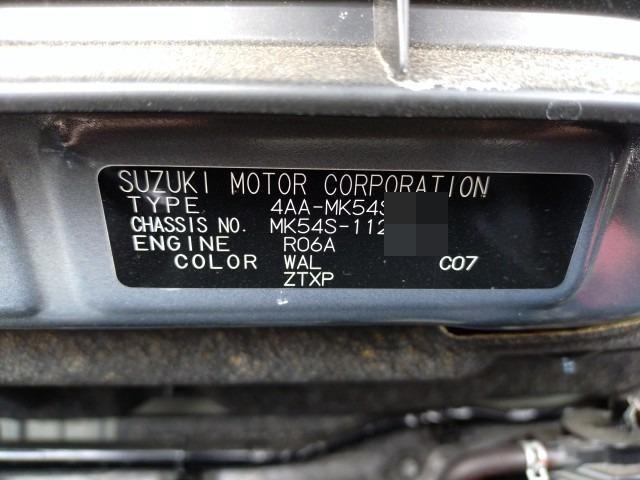 SUZUKI MOTOR CORPORATION
TYPE 4AA-MK54S
CHASSIS NO. MK54S-112
ENGINE R06A
COLOR WAL C07
ZTXP